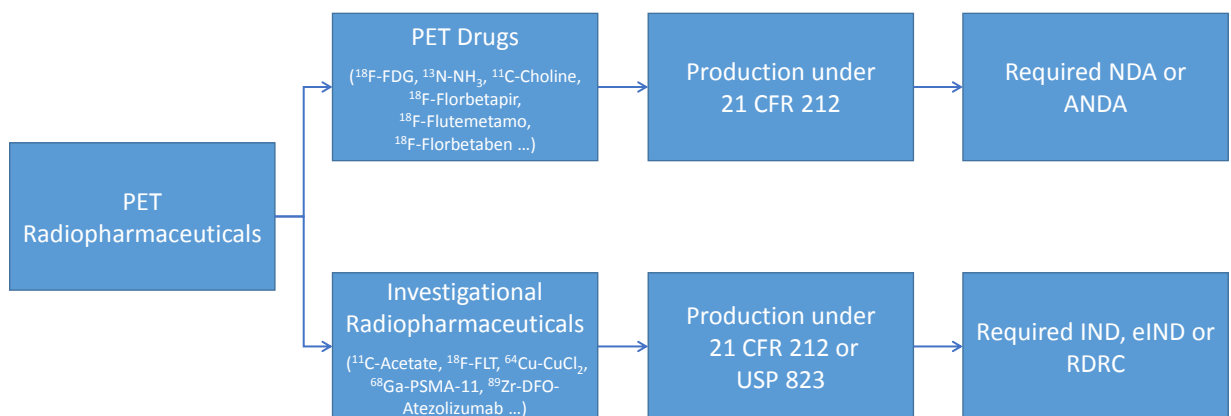 PET
Radiopharmaceuticals
PET Drugs
(¹⁸F-FDG, ¹³N-NH₃, ¹¹C-Choline,
¹⁸F-Florbetapir,
¹⁸F-Flutemetamo,
¹⁸F-Florbetaben …)
Production under
21 CFR 212
Required NDA or
ANDA
Investigational
Radiopharmaceuticals
(¹¹C-Acetate, ¹⁸F-FLT, ⁶⁴Cu-CuCl₂,
⁶⁸Ga-PSMA-11, ⁸⁹Zr-DFO-
Atezolizumab …)
Production under
21 CFR 212 or
USP 823
Required IND, eIND or
RDRC